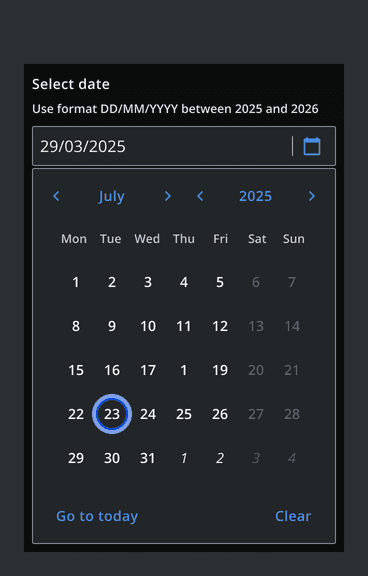 Select date
Use format DD/MM/YYYY between 2025 and 2026
29/03/2025
July 2025
Mon Tue Wed Thu Fri Sat Sun
1 2 3 4 5 6 7
8 9 10 11 12 13 14
15 16 17 1 19 20 21
22 23 24 25 26 27 28
29 30 31 1 2 3 4
Go to today Clear